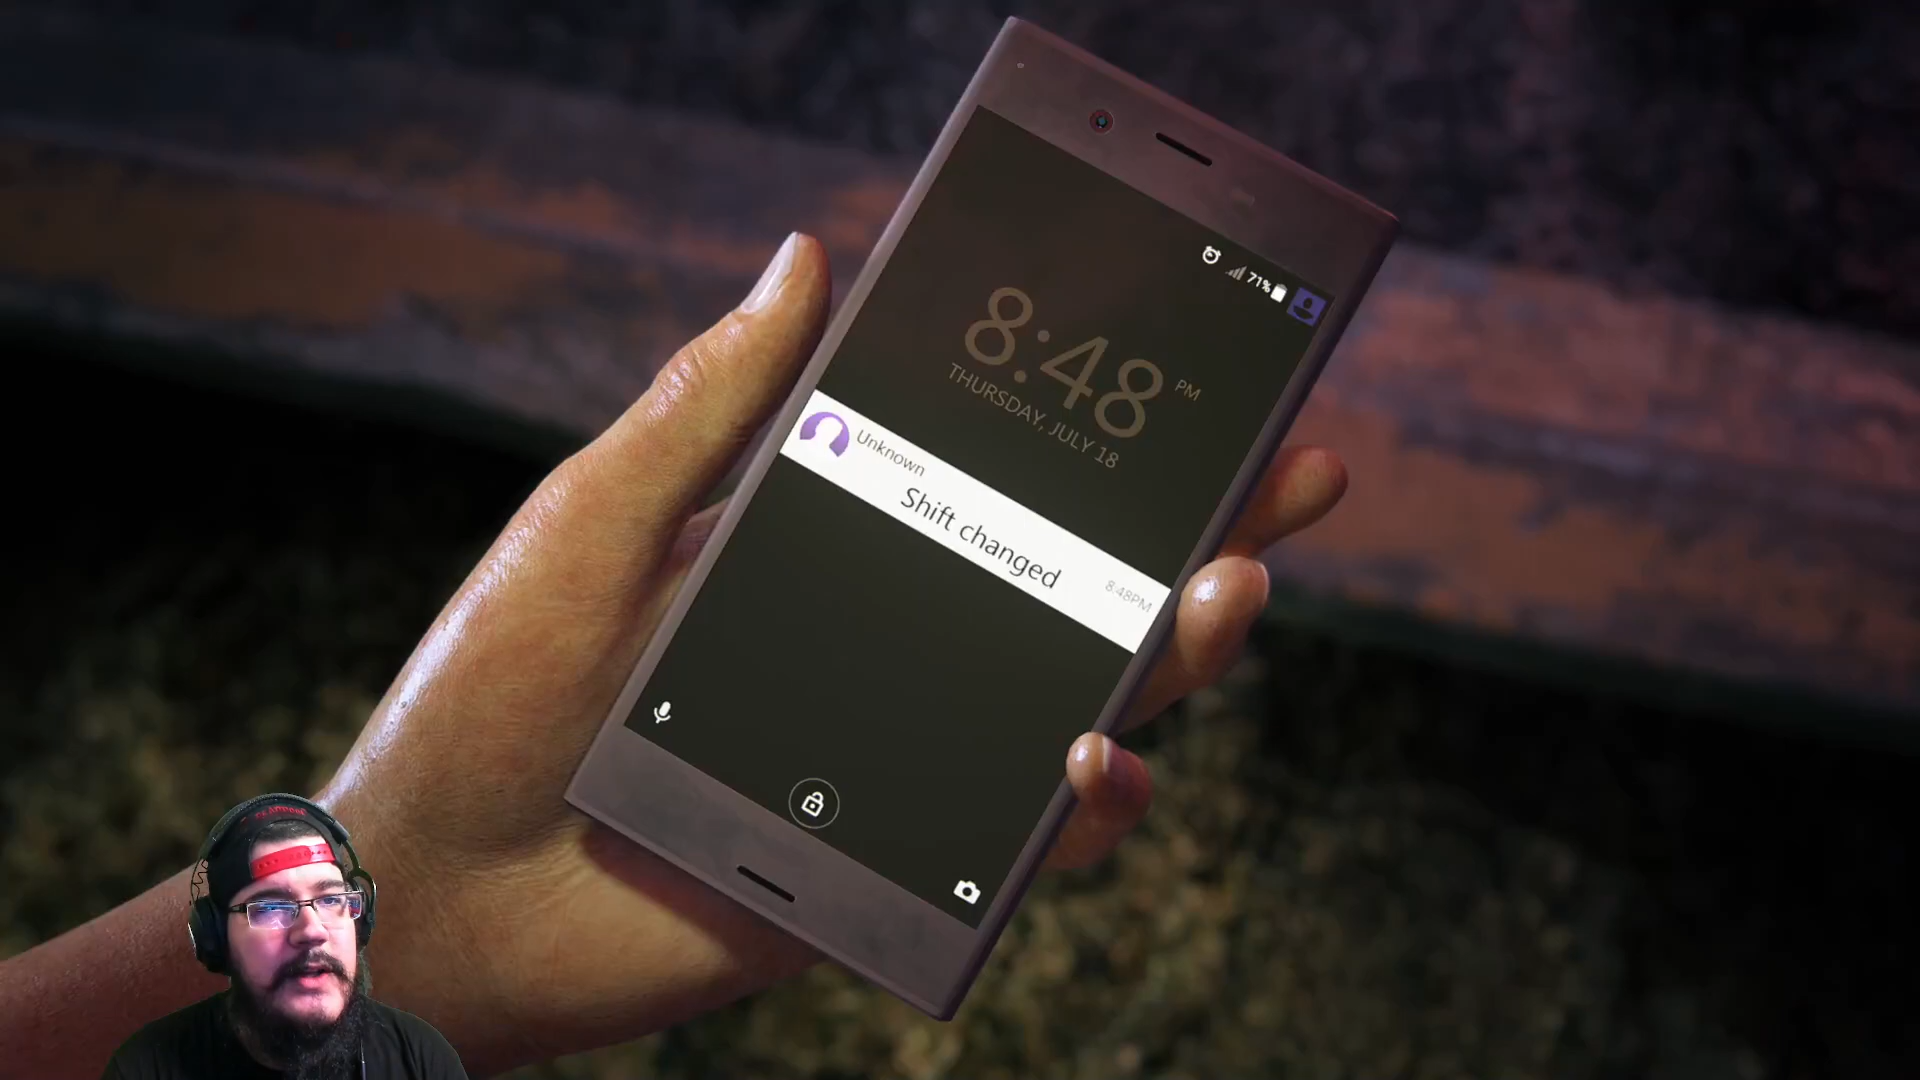 71%
8:48 PM
THURSDAY, JULY 18
Unknown
Shift changed
8:48PM